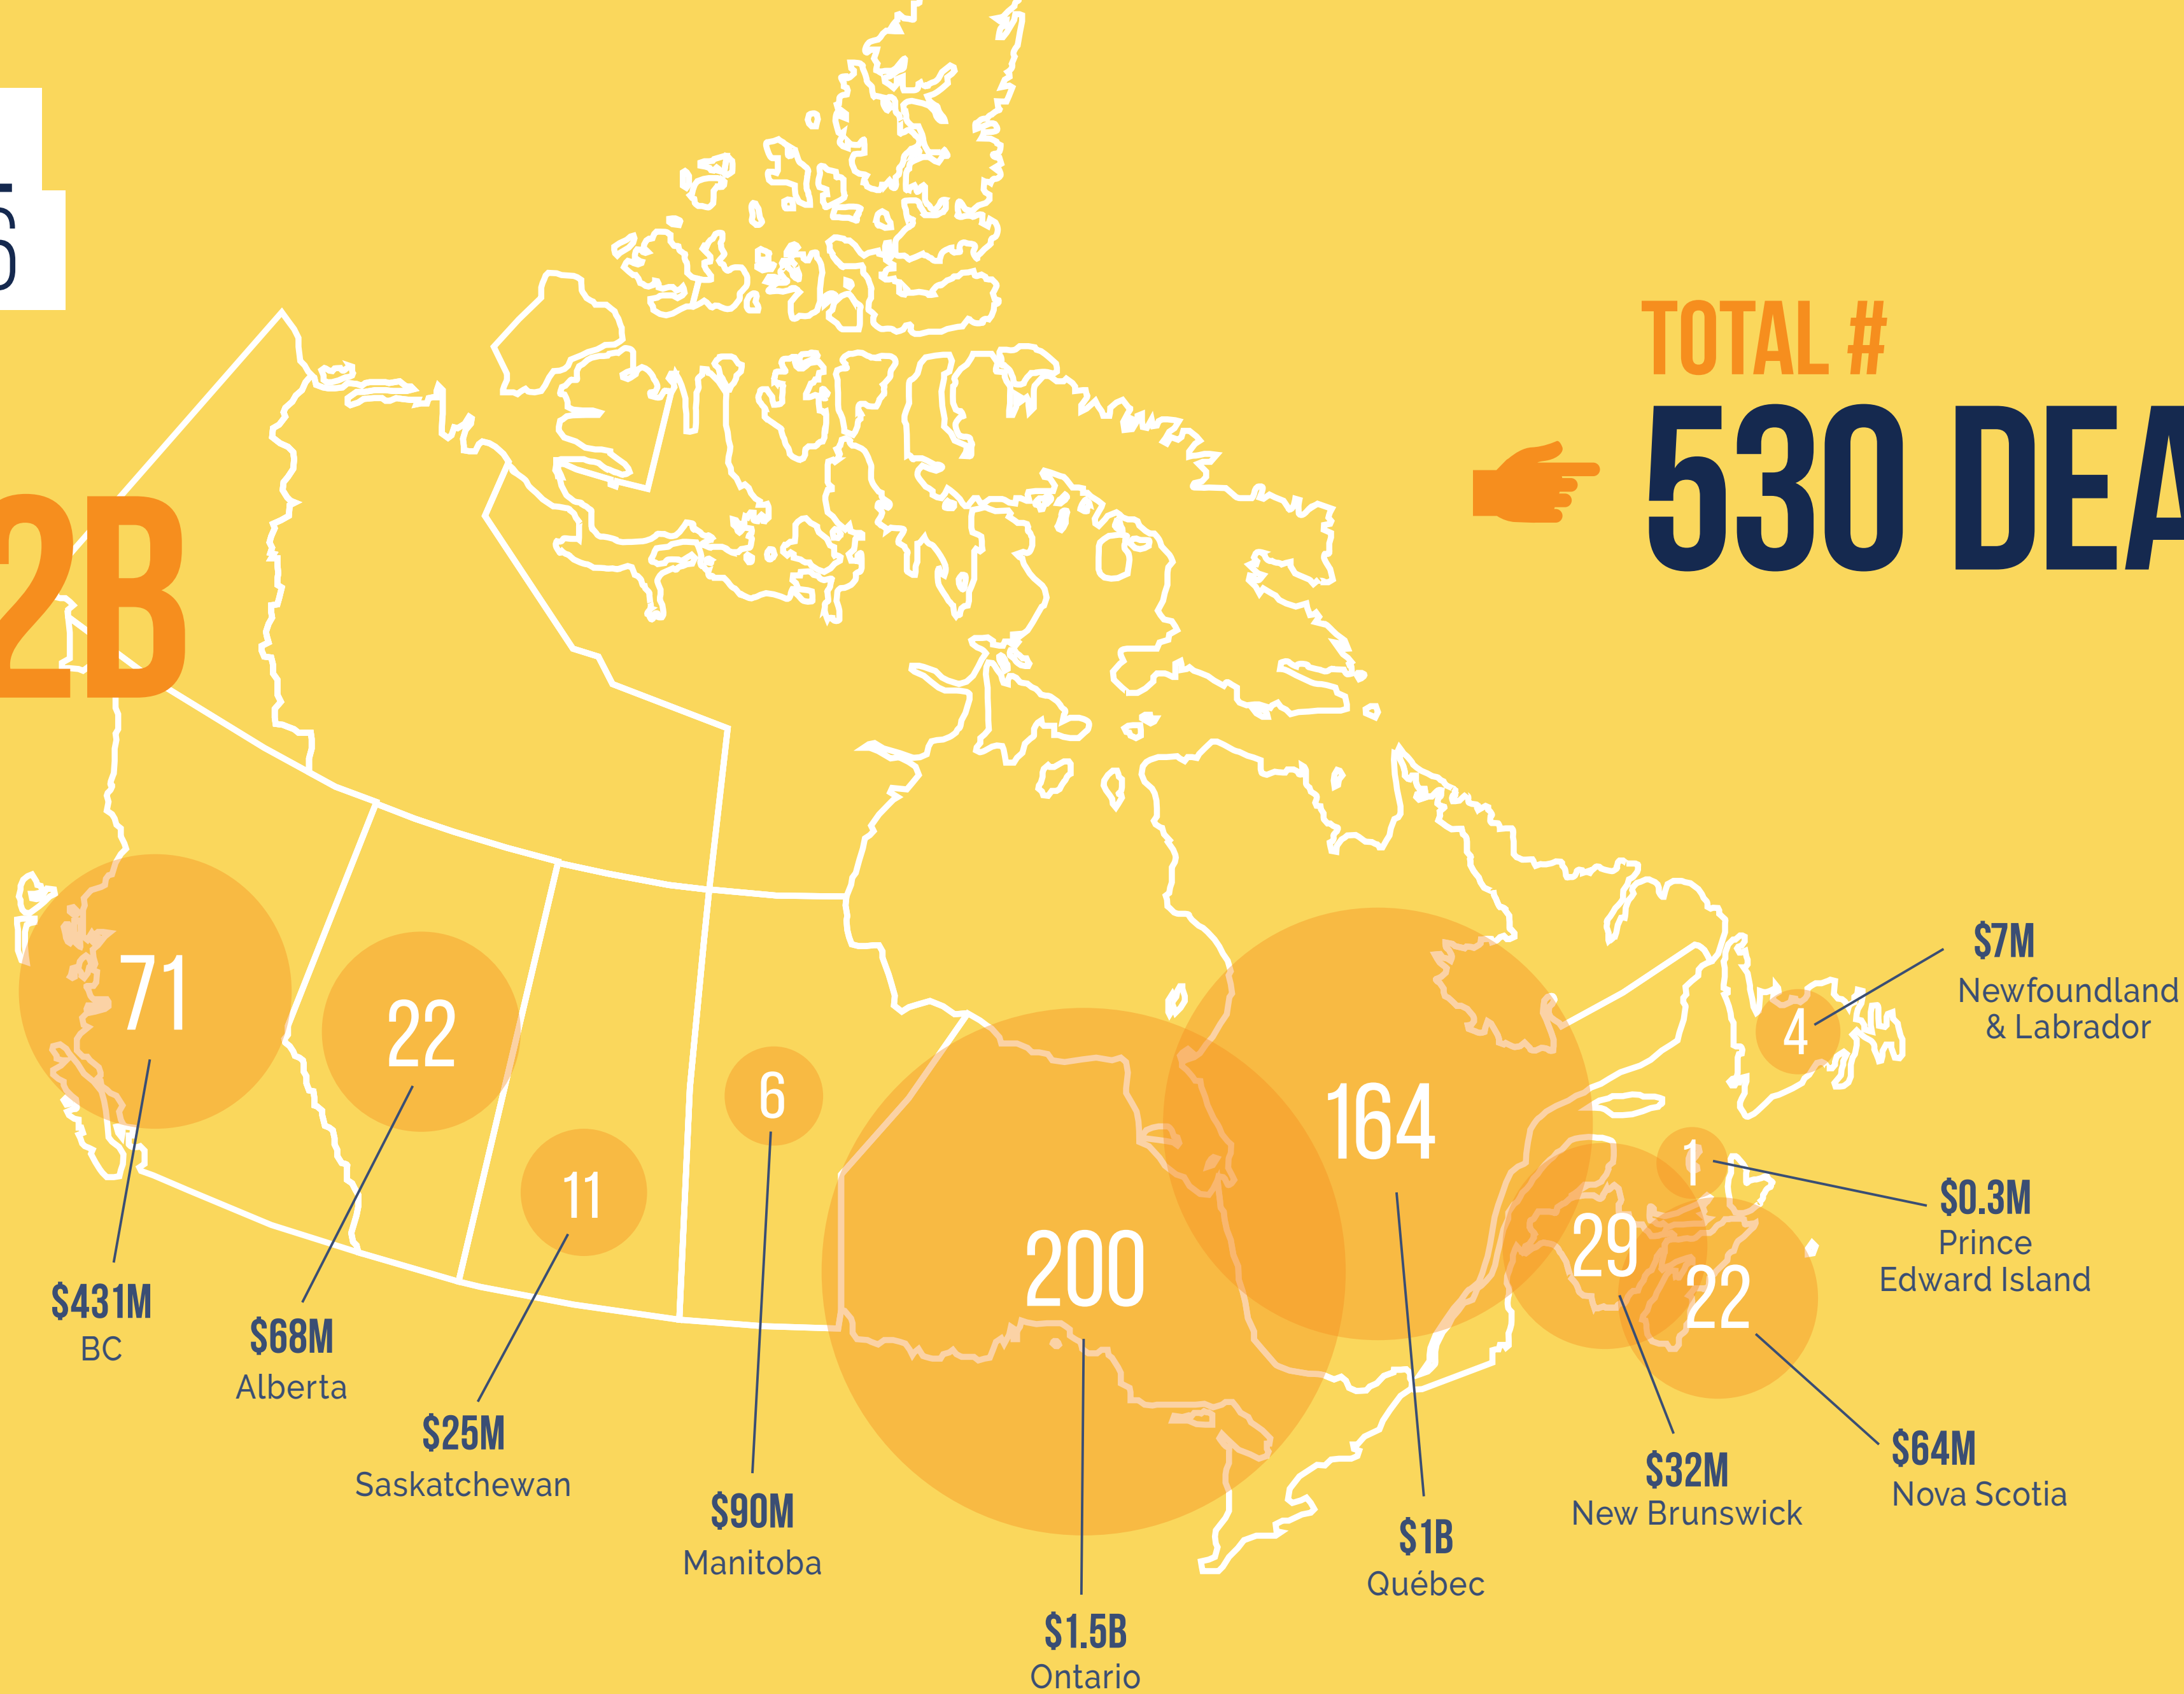 TOTAL #
530 DEA
2B
71
22
11
6
200
164
29
22
1
4
$7M
Newfoundland
& Labrador
$0.3M
Prince
Edward Island
$431M
BC
$68M
Alberta
$25M
Saskatchewan
$90M
Manitoba
$1.5B
Ontario
$1B
Québec
$32M
New Brunswick
$64M
Nova Scotia